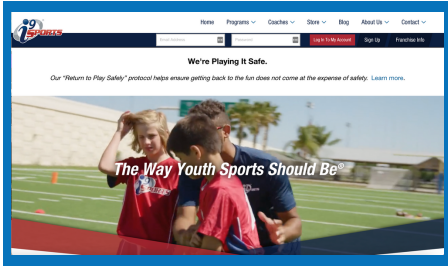 i9
SPORTS
Home Programs Coaches Store Blog About Us Contact
Email Address Password Log In To My Account Sign Up Franchise Info
We're Playing It Safe.
Our "Return to Play Safely" protocol helps ensure getting back to the fun does not come at the expense of safety. Learn more.
The Way Youth Sports Should Be®
SPORTS